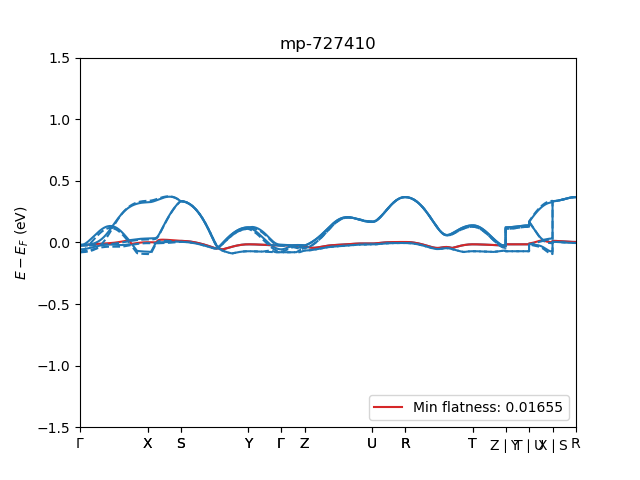 mp-727410
1.5
1.0
0.5
0.0
−0.5
−1.0
−1.5
E − E_F (eV)
Min flatness: 0.01655
Γ X S Y Γ Z U R T Z | Y T | U X | S R